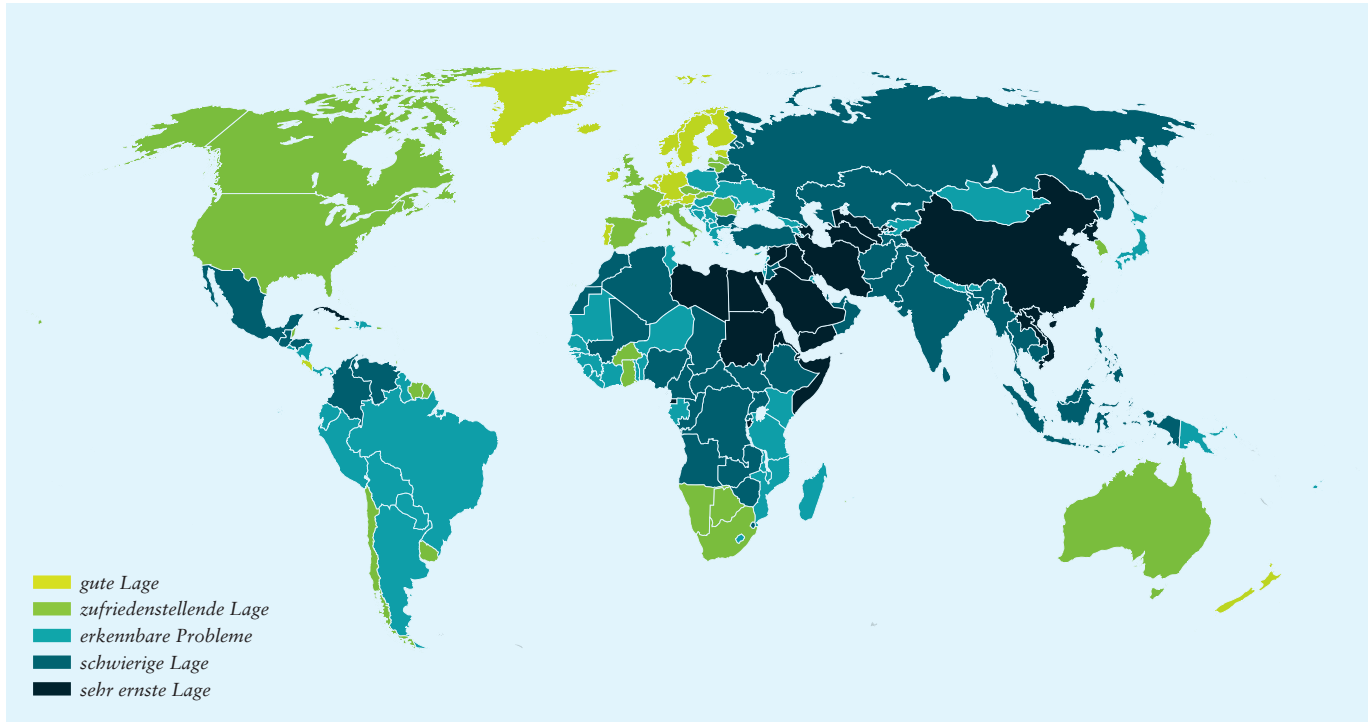 gute Lage
zufriedenstellende Lage
erkennbare Probleme
schwierige Lage
sehr ernste Lage